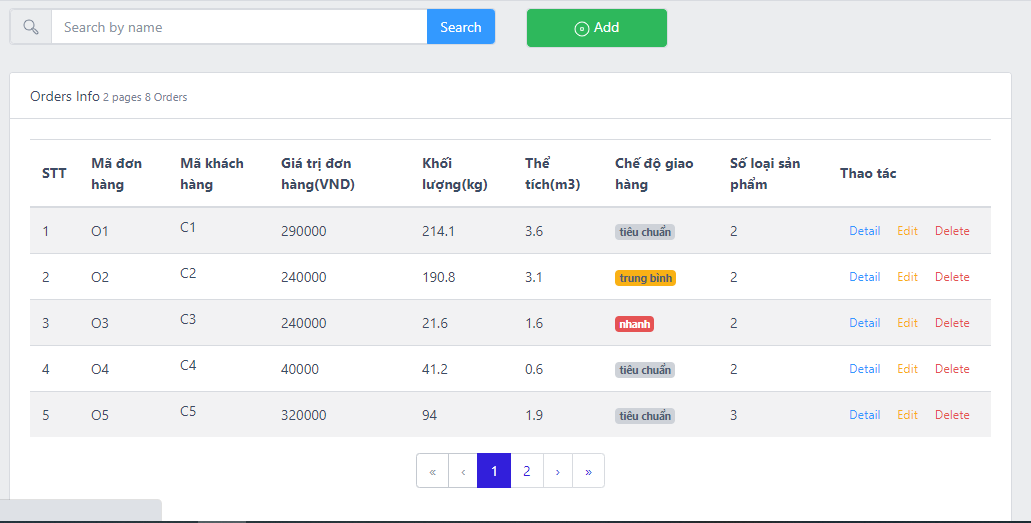 Search by name Search Add
Orders Info 2 pages 8 Orders
STT Mã đơn hàng Mã khách hàng Giá trị đơn hàng(VND) Khối lượng(kg) Thể tích(m3) Chế độ giao hàng Số loại sản phẩm Thao tác
1 O1 C1 290000 214.1 3.6 tiêu chuẩn 2 Detail Edit Delete
2 O2 C2 240000 190.8 3.1 trung bình 2 Detail Edit Delete
3 O3 C3 240000 21.6 1.6 nhanh 2 Detail Edit Delete
4 O4 C4 40000 41.2 0.6 tiêu chuẩn 2 Detail Edit Delete
5 O5 C5 320000 94 1.9 tiêu chuẩn 3 Detail Edit Delete
« ‹ 1 2 › »